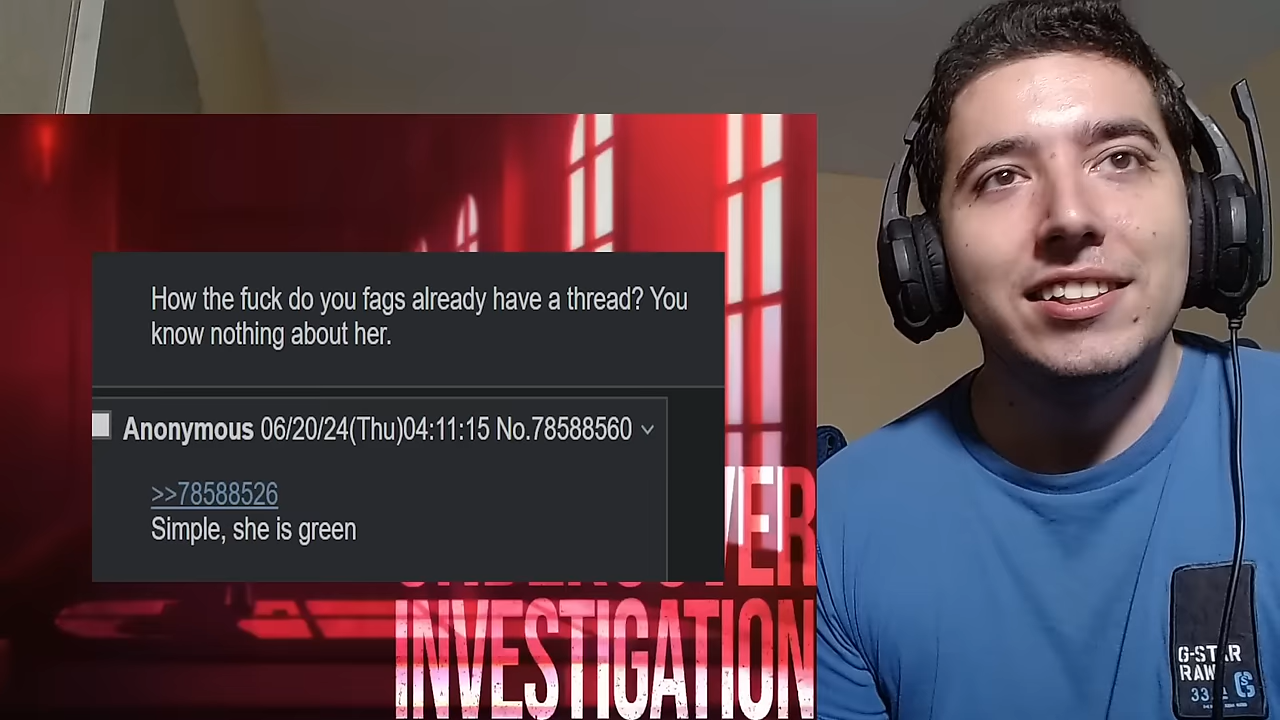 How the fuck do you fags already have a thread? You
know nothing about her.
Anonymous 06/20/24(Thu)04:11:15 No.78588560
>>78588526
Simple, she is green
INVESTIGATION
G-STAR
RAW